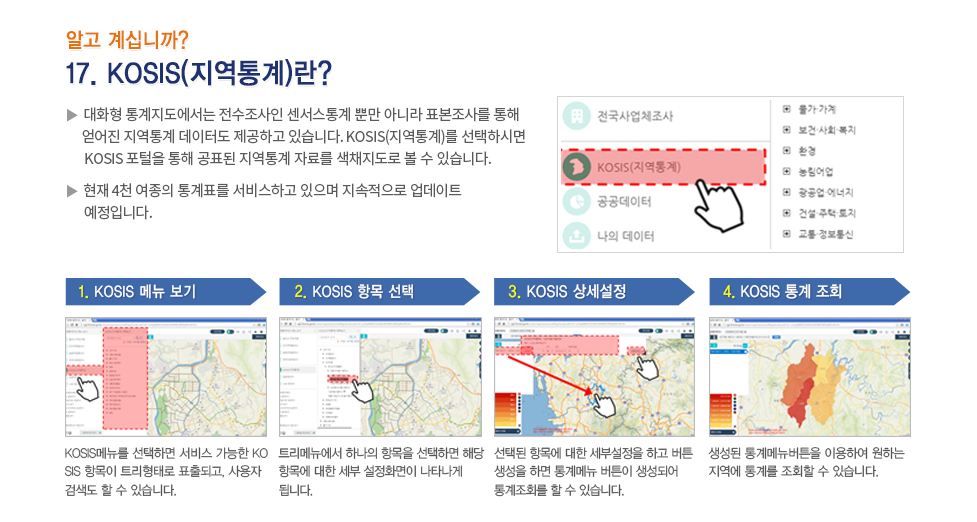 알고 계십니까?
17. KOSIS(지역통계)란?
▶ 대화형 통계지도에서는 전수조사인 센서스통계 뿐만 아니라 표본조사를 통해
얻어진 지역통계 데이터도 제공하고 있습니다. KOSIS(지역통계)를 선택하시면
KOSIS 포털을 통해 공표된 지역통계 자료를 색채지도로 볼 수 있습니다.
▶ 현재 4천 여종의 통계표를 서비스하고 있으며 지속적으로 업데이트
예정입니다.
전국사업체조사
KOSIS(지역통계)
공공데이터
나의 데이터
물가·가계
보건·사회·복지
환경
농림어업
광공업·에너지
건설·주택·토지
교통·정보통신
1. KOSIS 메뉴 보기
2. KOSIS 항목 선택
3. KOSIS 상세설정
4. KOSIS 통계 조회
KOSIS메뉴를 선택하면 서비스 가능한 KO
SIS 항목이 트리형태로 표출되고, 사용자
검색도 할 수 있습니다.
트리메뉴에서 하나의 항목을 선택하면 해당
항목에 대한 세부 설정화면이 나타나게
됩니다.
선택된 항목에 대한 세부설정을 하고 버튼
생성을 하면 통계메뉴 버튼이 생성되어
통계조회를 할 수 있습니다.
생성된 통계메뉴버튼을 이용하여 원하는
지역에 통계를 조회할 수 있습니다.